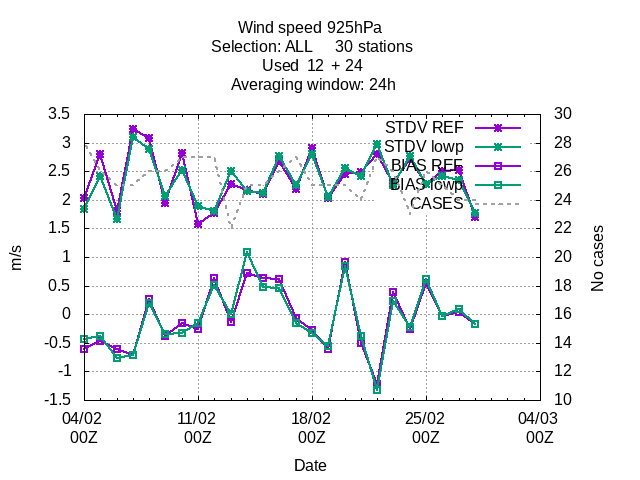 Wind speed 925hPa
Selection: ALL 30 stations
Used 12 + 24
Averaging window: 24h
3.5
3
2.5
2
1.5
1
0.5
0
-0.5
-1
-1.5
30
28
26
24
22
20
18
16
14
12
10
STDV REF
STDV lowp
BIAS REF
BIAS lowp
CASES
m/s
No cases
04/02 11/02 18/02 25/02 04/03
00Z 00Z 00Z 00Z 00Z
Date